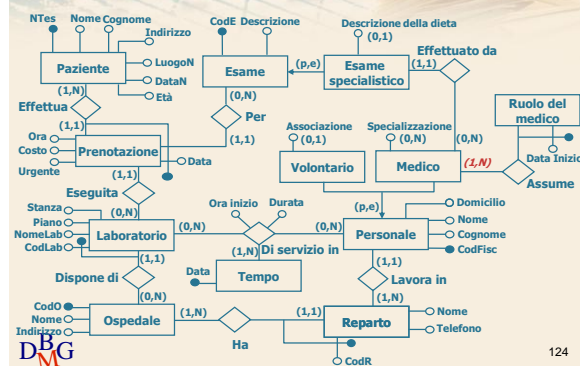 NTes Nome Cognome Indirizzo
CodE Descrizione
Descrizione della dieta
(0,1)
Effettuato da
Paziente
LuogoN
DataN
Età
(1,N)
Esame
(p,e)
Esame specialistico
(1,1)
Ruolo del medico
(0,N)
Effettua
Per
(1,1)
(1,1)
Associazione
(0,1)
Specializzazione
(0,N)
(0,N)
Data Inizio
Ora
Costo
Urgente
Prenotazione
Data
Volontario
Medico
(1,N)
Assume
(1,1)
Eseguita
(0,N)
Stanza
Piano
NomeLab
CodLab
Laboratorio
(0,N)
Ora inizio
Durata
(0,N)
(p,e)
Personale
Domicilio
Nome
Cognome
CodFisc
(1,1)
(1,N)
Di servizio in
(1,1)
Dispone di
Data
Tempo
Lavora in
(0,N)
(1,N)
CodO
Nome
Indirizzo
Ospedale
(1,N)
Ha
(1,1)
Reparto
Nome
Telefono
CodR
DBMG
124